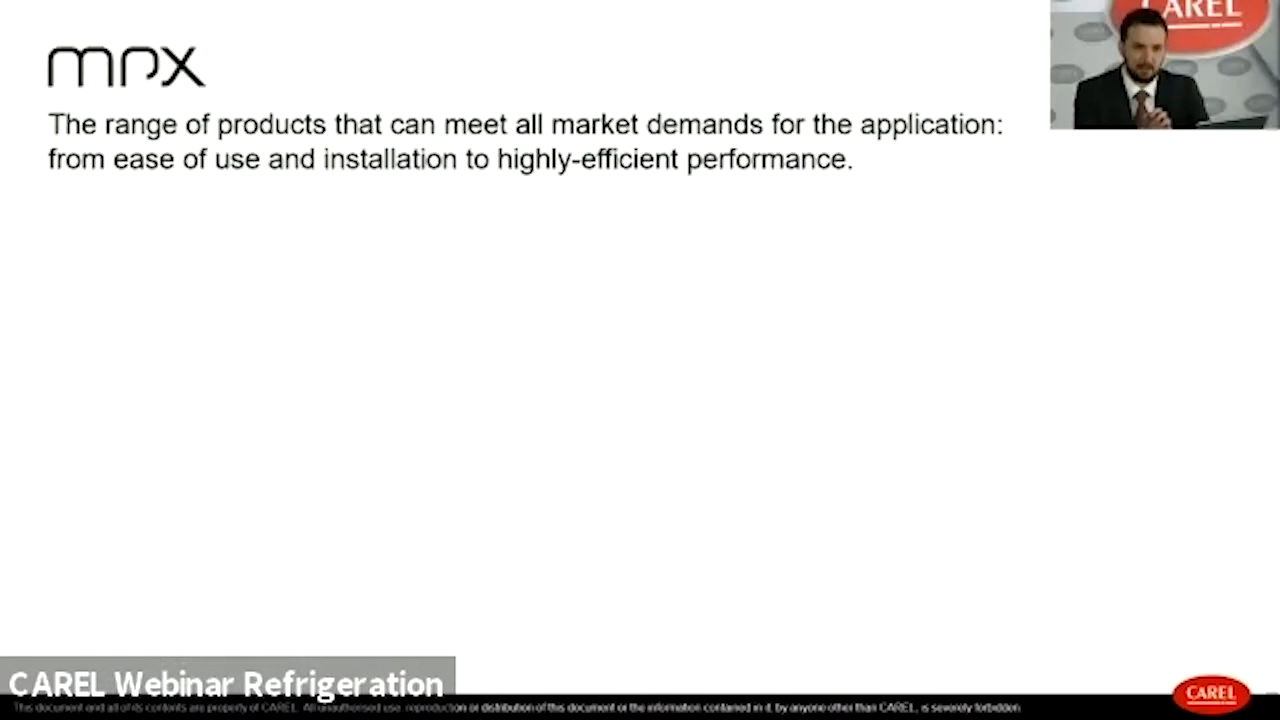 mpx
The range of products that can meet all market demands for the application:
from ease of use and installation to highly-efficient performance.
CAREL
CAREL Webinar Refrigeration
CAREL
This document and all of its contents are property of CAREL. All unauthorised use, reproduction or distribution of this document or the information contained in it, by anyone other than CAREL, is severely forbidden.